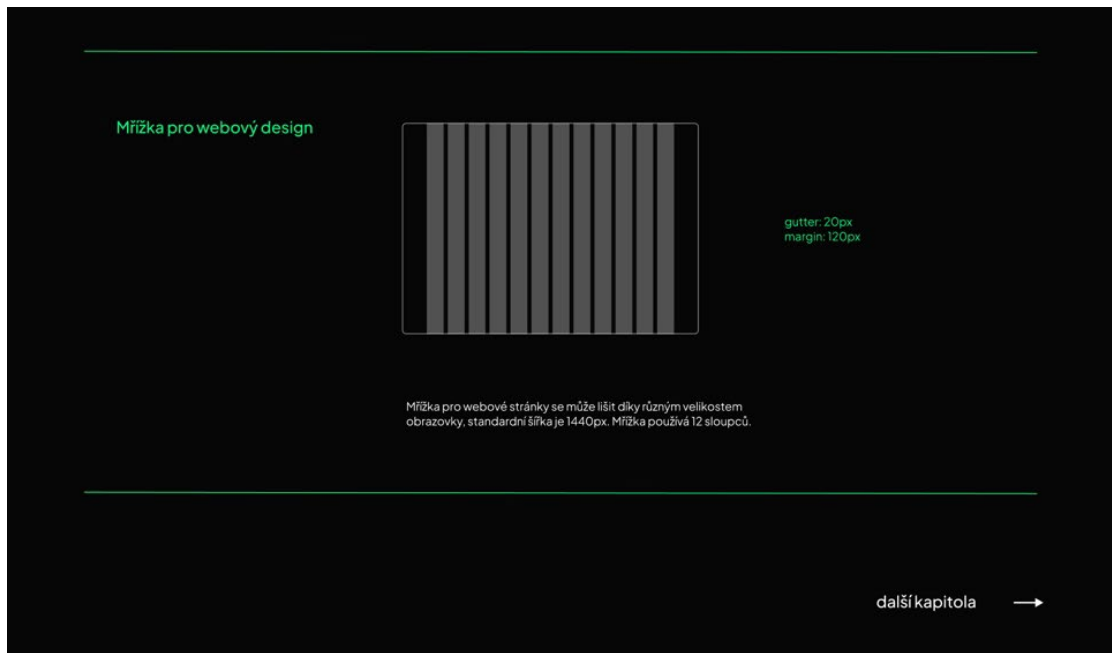 Mřížka pro webový design
gutter: 20px
margin: 120px
Mřížka pro webové stránky se může lišit díky různým velikostem
obrazovky, standardní šířka je 1440px. Mřížka používá 12 sloupců.
další kapitola